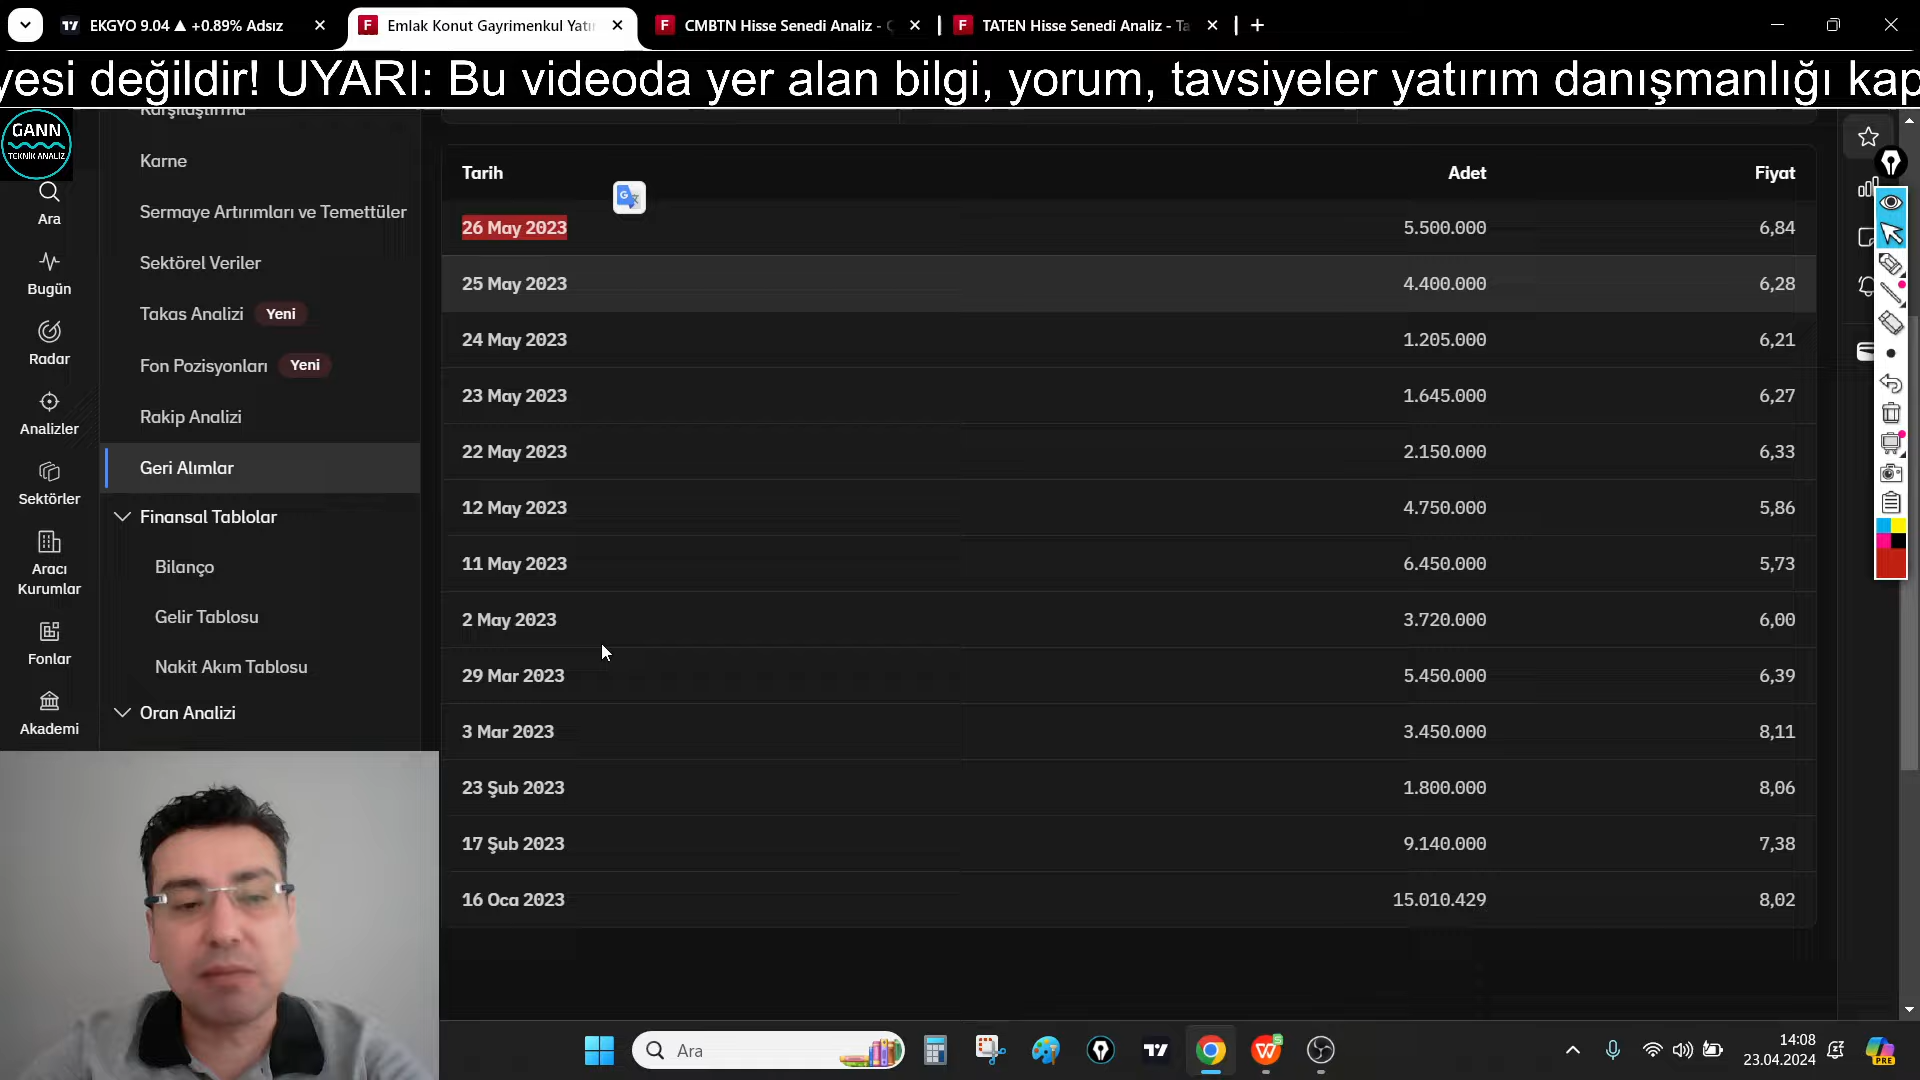 EKGYO 9.04 ▲ +0.89% Adsız
Emlak Konut Gayrimenkul Yatı
CMBTN Hisse Senedi Analiz - Ç
TATEN Hisse Senedi Analiz - Ta
yesi değildir! UYARI: Bu videoda yer alan bilgi, yorum, tavsiyeler yatırım danışmanlığı kap
GANN
TEKNİK ANALİZ
Ara
Bugün
Radar
Analizler
Sektörler
Aracı
Kurumlar
Fonlar
Akademi
Karşılaştırma
Karne
Sermaye Artırımları ve Temettüler
Sektörel Veriler
Takas Analizi Yeni
Fon Pozisyonları Yeni
Rakip Analizi
Geri Alımlar
Finansal Tablolar
Bilanço
Gelir Tablosu
Nakit Akım Tablosu
Oran Analizi
Tarih Adet Fiyat
26 May 2023 5.500.000 6,84
25 May 2023 4.400.000 6,28
24 May 2023 1.205.000 6,21
23 May 2023 1.645.000 6,27
22 May 2023 2.150.000 6,33
12 May 2023 4.750.000 5,86
11 May 2023 6.450.000 5,73
2 May 2023 3.720.000 6,00
29 Mar 2023 5.450.000 6,39
3 Mar 2023 3.450.000 8,11
23 Şub 2023 1.800.000 8,06
17 Şub 2023 9.140.000 7,38
16 Oca 2023 15.010.429 8,02
Ara
14:08
23.04.2024
PRE